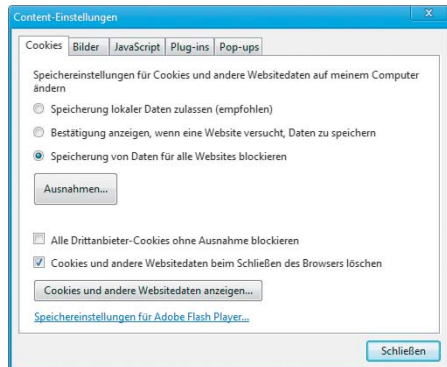 Content-Einstellungen
Cookies Bilder JavaScript Plug-ins Pop-ups
Speichereinstellungen für Cookies und andere Websitedaten auf meinem Computer
ändern
Speicherung lokaler Daten zulassen (empfohlen)
Bestätigung anzeigen, wenn eine Website versucht, Daten zu speichern
Speicherung von Daten für alle Websites blockieren
Ausnahmen...
Alle Drittanbieter-Cookies ohne Ausnahme blockieren
Cookies und andere Websitedaten beim Schließen des Browsers löschen
Cookies und andere Websitedaten anzeigen...
Speichereinstellungen für Adobe Flash Player...
Schließen